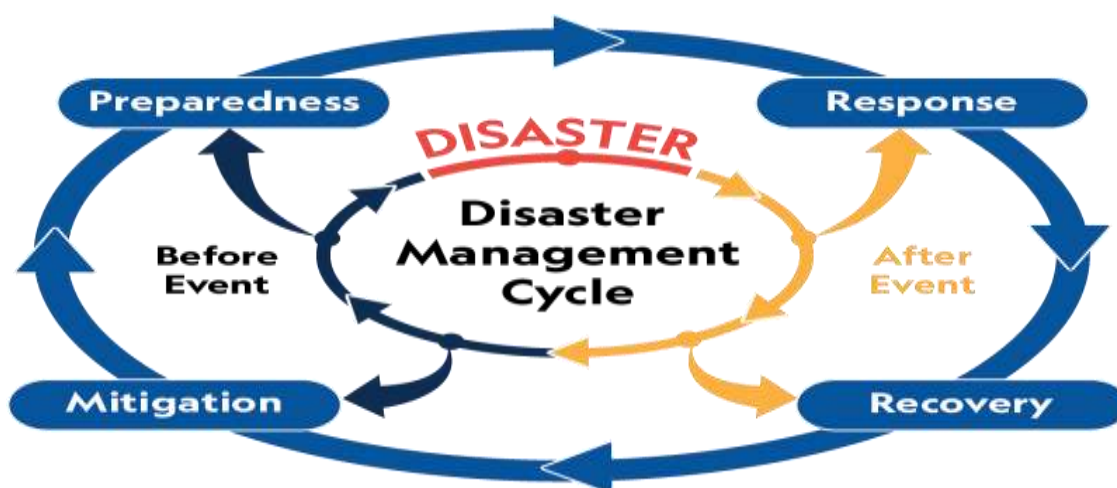 Preparedness
Response
DISASTER
Disaster
Management
Cycle
Before
Event
After
Event
Mitigation
Recovery